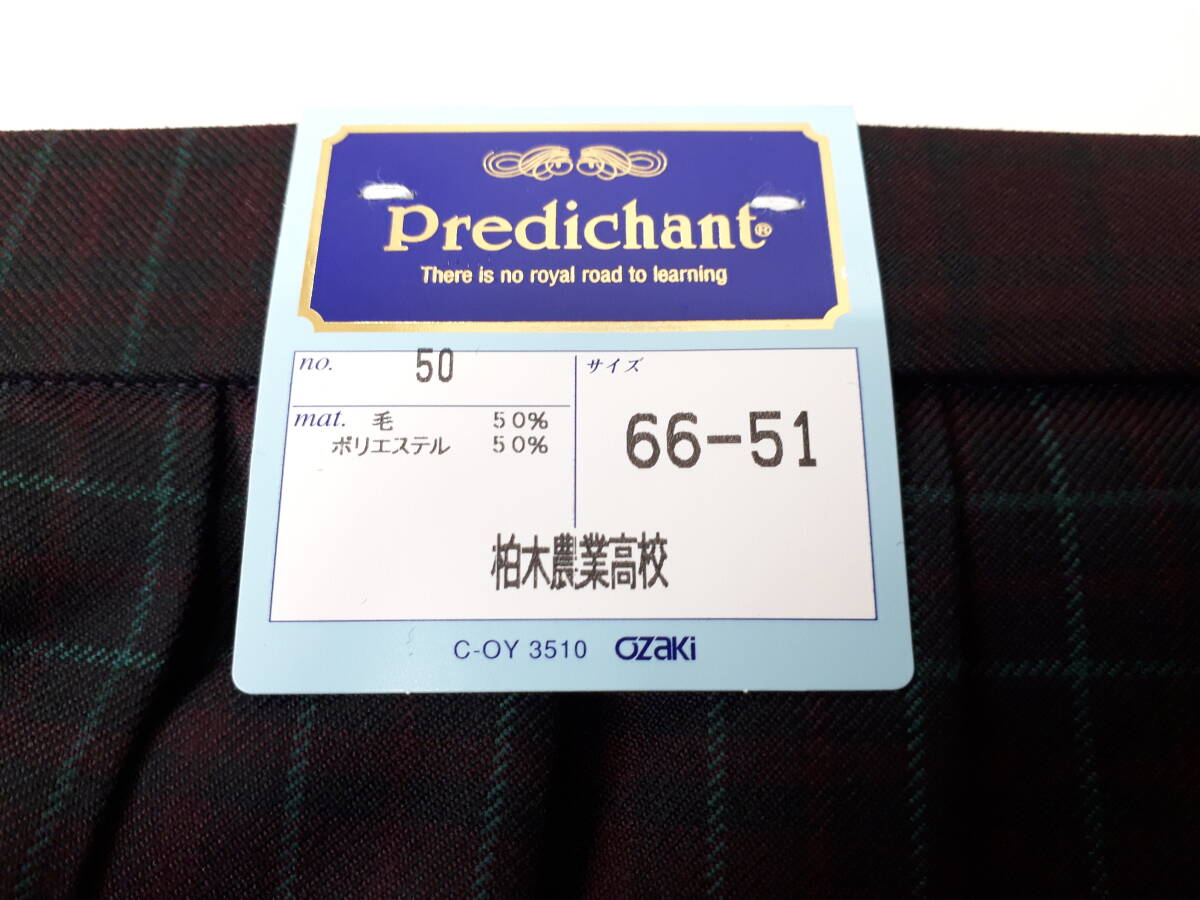 Predichant®
There is no royal road to learning
no. 50
mat. 毛 50%
ポリエステル 50%
サイズ
66-51
柏木農業高校
C-OY 3510 OZAKI